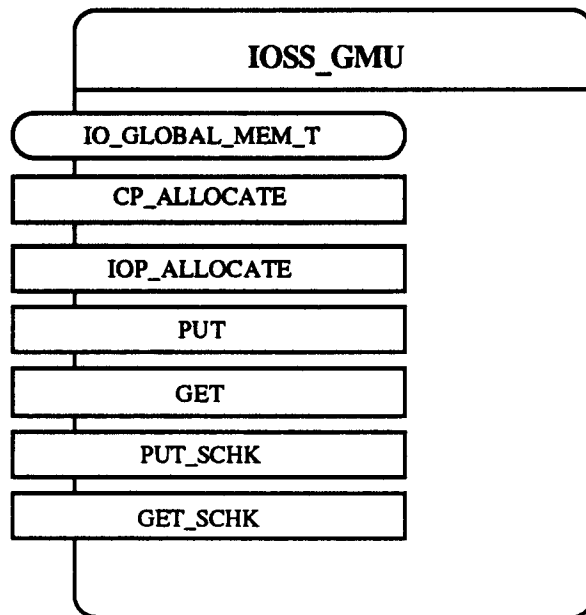 IOSS_GMU
IO_GLOBAL_MEM_T
CP_ALLOCATE
IOP_ALLOCATE
PUT
GET
PUT_SCHK
GET_SCHK